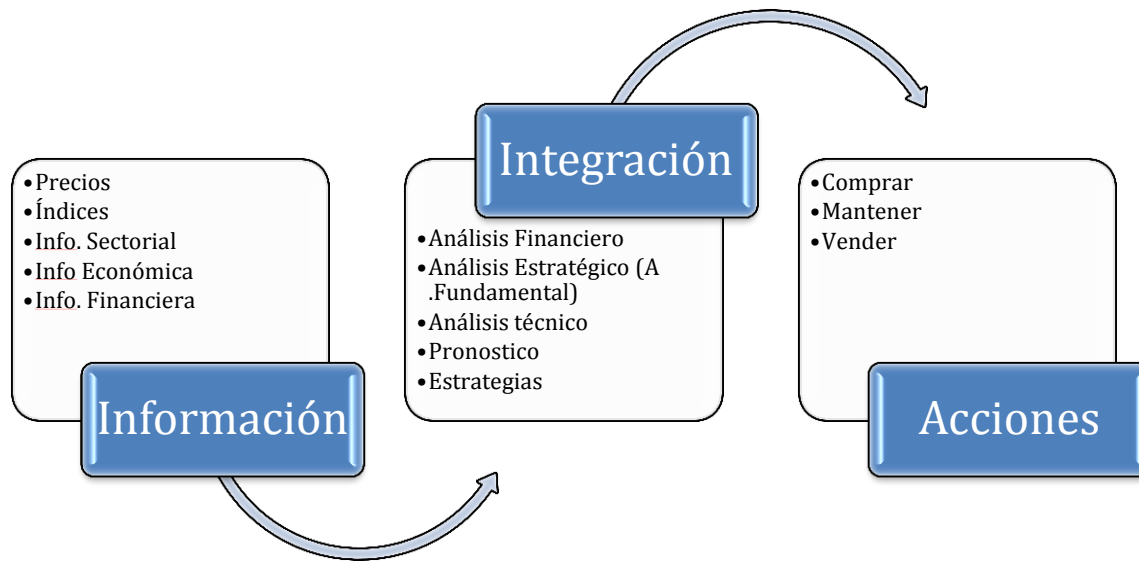 •Precios
•Índices
•Info. Sectorial
•Info Económica
•Info. Financiera
Información
Integración
•Análisis Financiero
•Análisis Estratégico (A
.Fundamental)
•Análisis técnico
•Pronostico
•Estrategias
•Comprar
•Mantener
•Vender
Acciones